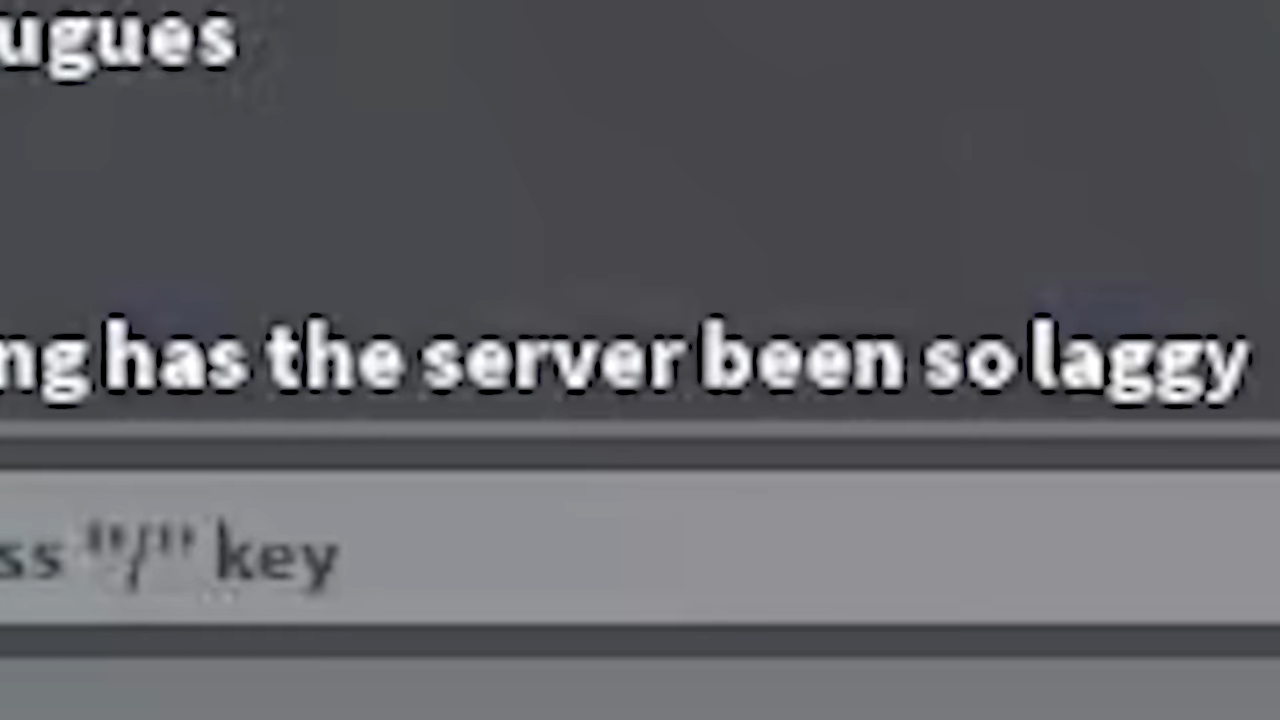 ugues
ng has the server been so laggy
ss "/" key